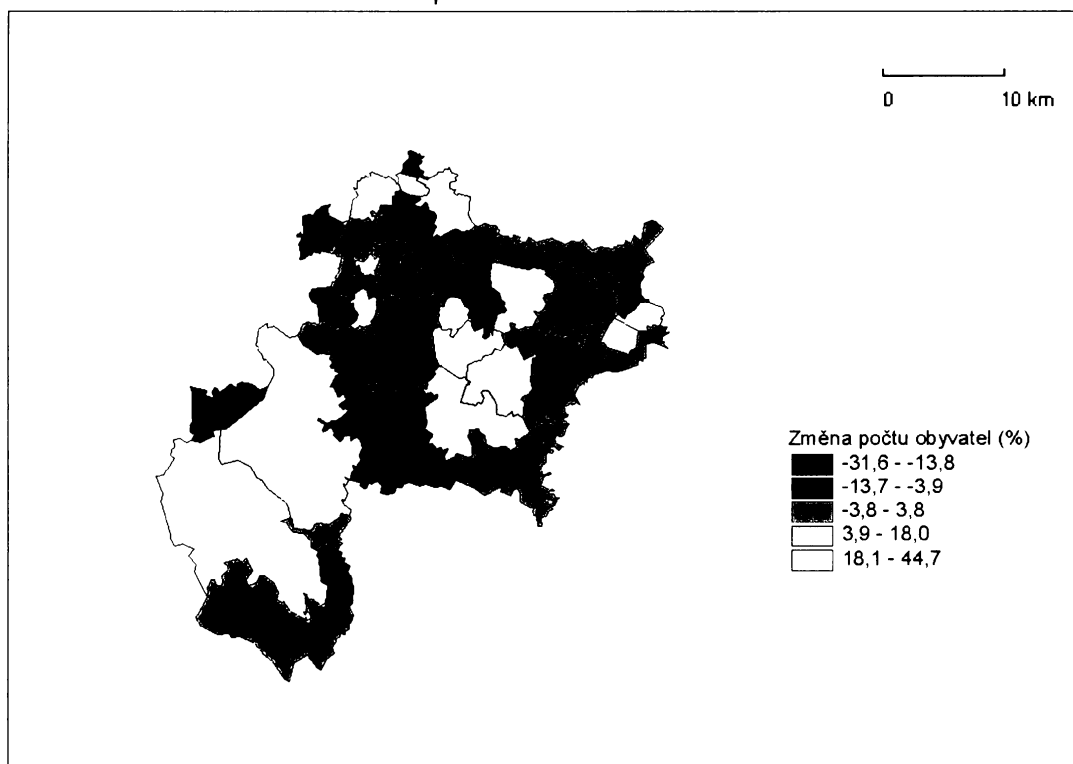 0 10 km
Změna počtu obyvatel (%)
-31,6 - -13,8
-13,7 - -3,9
-3,8 - 3,8
3,9 - 18,0
18,1 - 44,7